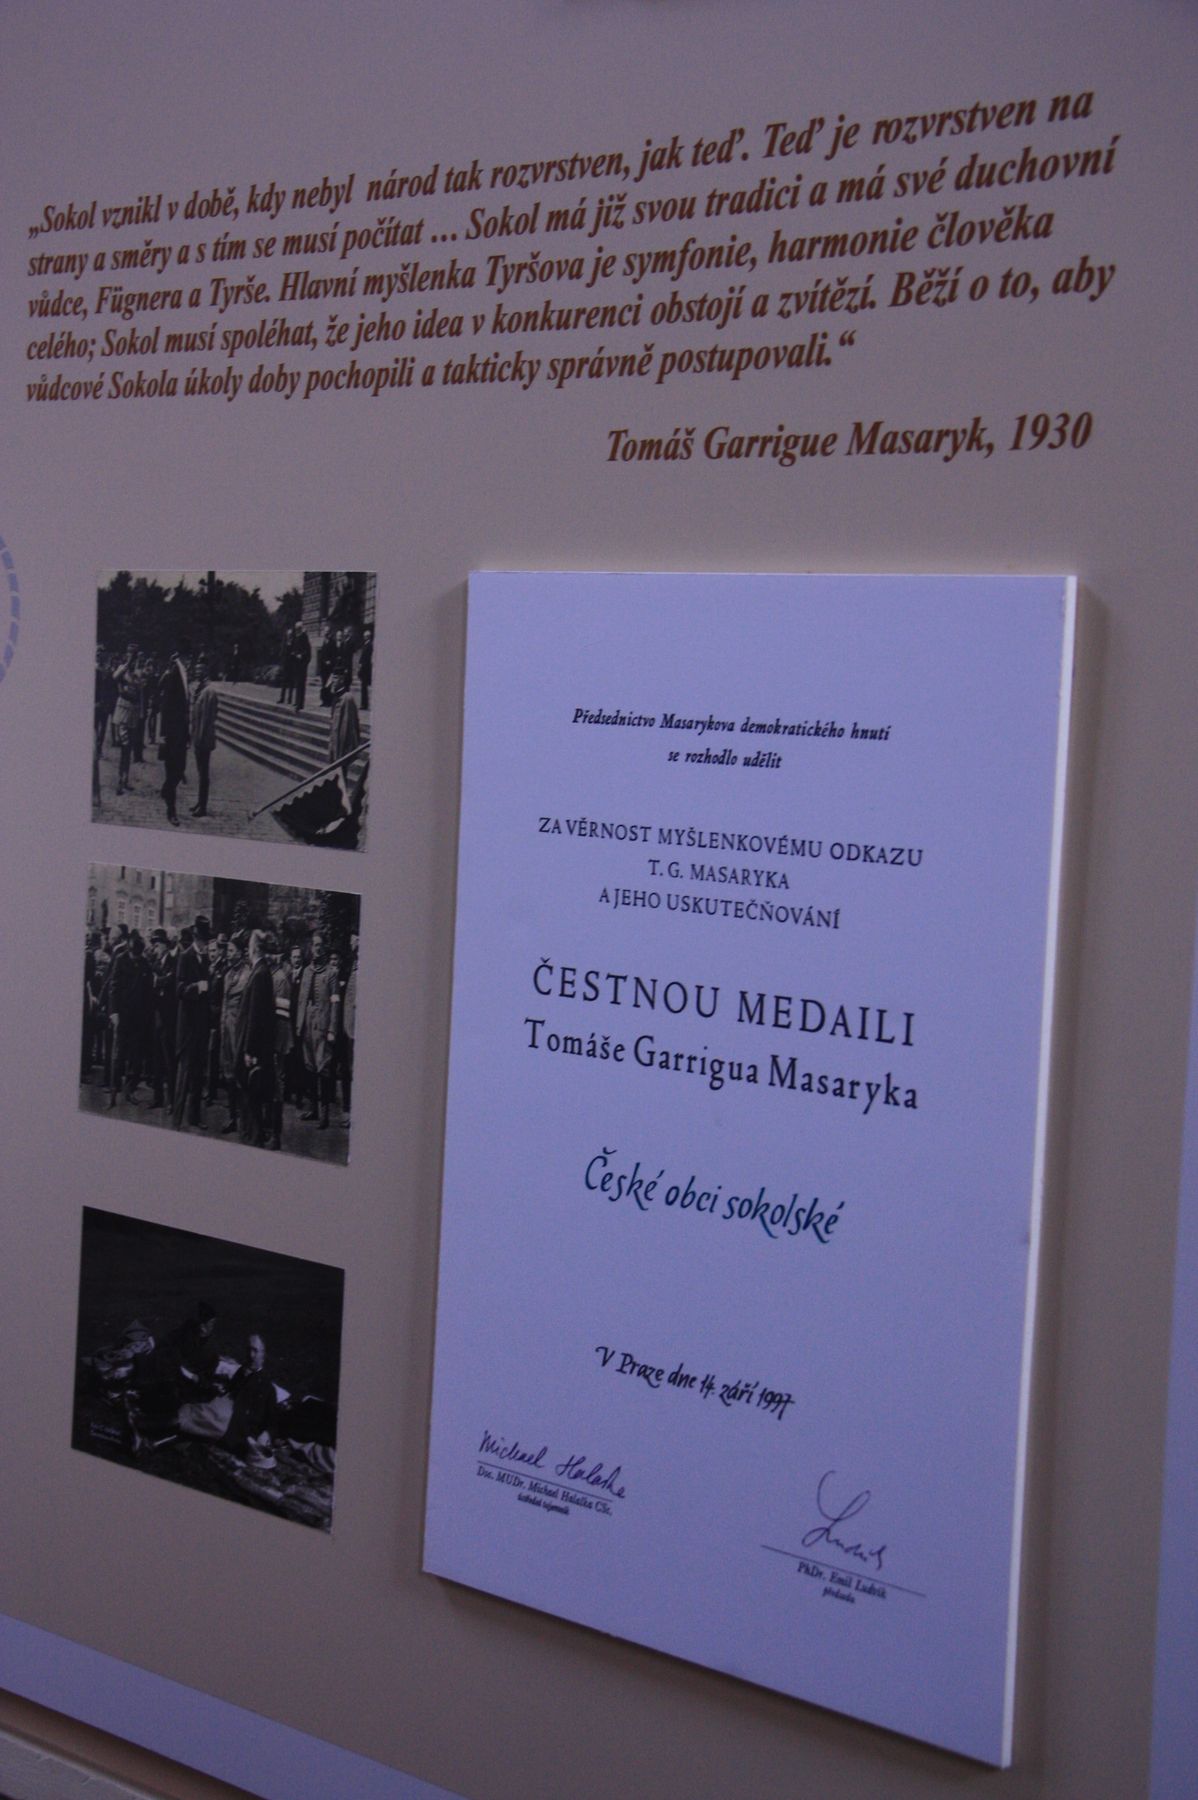 „Sokol vznikl v době, kdy nebyl národ tak rozvrstven, jak teď. Teď je rozvrstven na
strany a směry a s tím se musí počítat ... Sokol má již svou tradici a má své duchovní
vůdce, Fügnera a Tyrše. Hlavní myšlenka Tyršova je symfonie, harmonie člověka
celého; Sokol musí spoléhat, že jeho idea v konkurenci obstojí a zvítězí. Běží o to, aby
vůdcové Sokola úkoly doby pochopili a takticky správně postupovali.“
Tomáš Garrigue Masaryk, 1930
Předsednictvo Masarykova demokratického hnutí
se rozhodlo udělit
ZA VĚRNOST MYŠLENKOVÉMU ODKAZU
T. G. MASARYKA
A JEHO USKUTEČŇOVÁNÍ
ČESTNOU MEDAILI
Tomáše Garrigua Masaryka
České obci sokolské
V Praze dne 14. září 1997
Michael Halaska
Doc. MUDr. Michael Halaška CSc.
ústřední tajemník
Ludvík
PhDr. Emil Ludvík
předseda